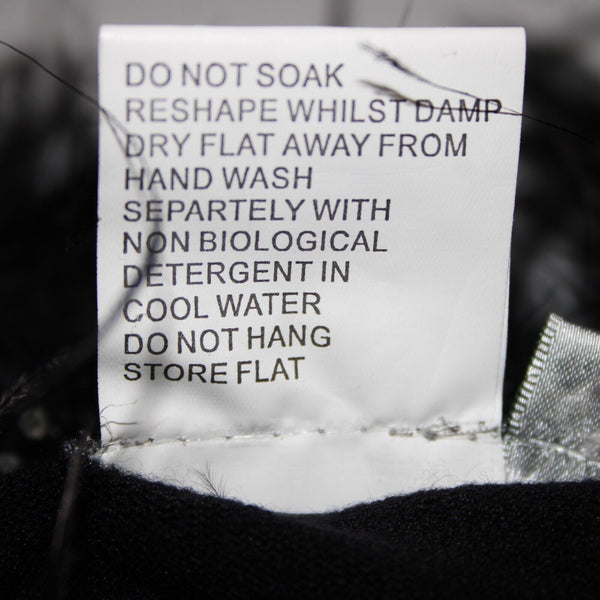 DO NOT SOAK
RESHAPE WHILST DAMP
DRY FLAT AWAY FROM
HAND WASH
SEPARTELY WITH
NON BIOLOGICAL
DETERGENT IN
COOL WATER
DO NOT HANG
STORE FLAT